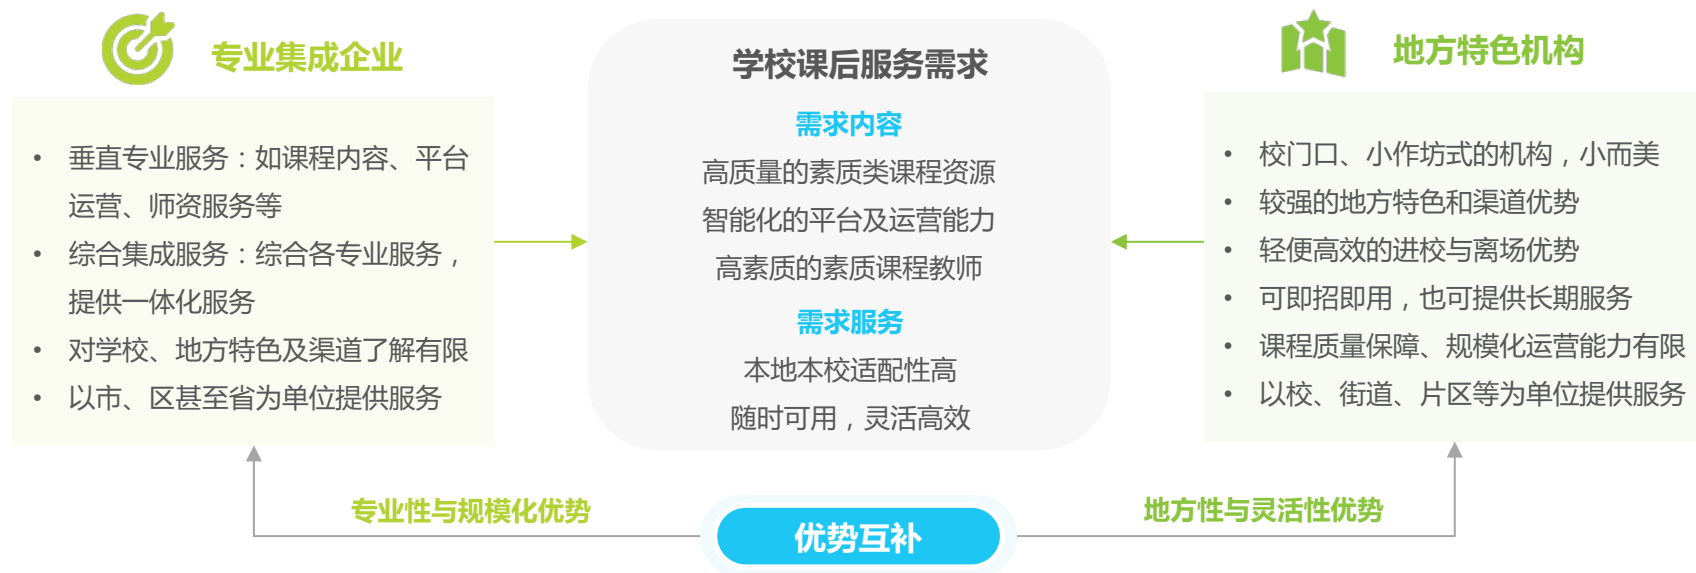 专业集成企业
• 垂直专业服务：如课程内容、平台
运营、师资服务等
• 综合集成服务：综合各专业服务，
提供一体化服务
• 对学校、地方特色及渠道了解有限
• 以市、区甚至省为单位提供服务
学校课后服务需求
需求内容
高质量的素质类课程资源
智能化的平台及运营能力
高素质的素质课程教师
需求服务
本地本校适配性高
随时可用，灵活高效
地方特色机构
• 校门口、小作坊式的机构，小而美
• 较强的地方特色和渠道优势
• 轻便高效的进校与离场优势
• 可即招即用，也可提供长期服务
• 课程质量保障、规模化运营能力有限
• 以校、街道、片区等为单位提供服务
专业性与规模化优势
优势互补
地方性与灵活性优势